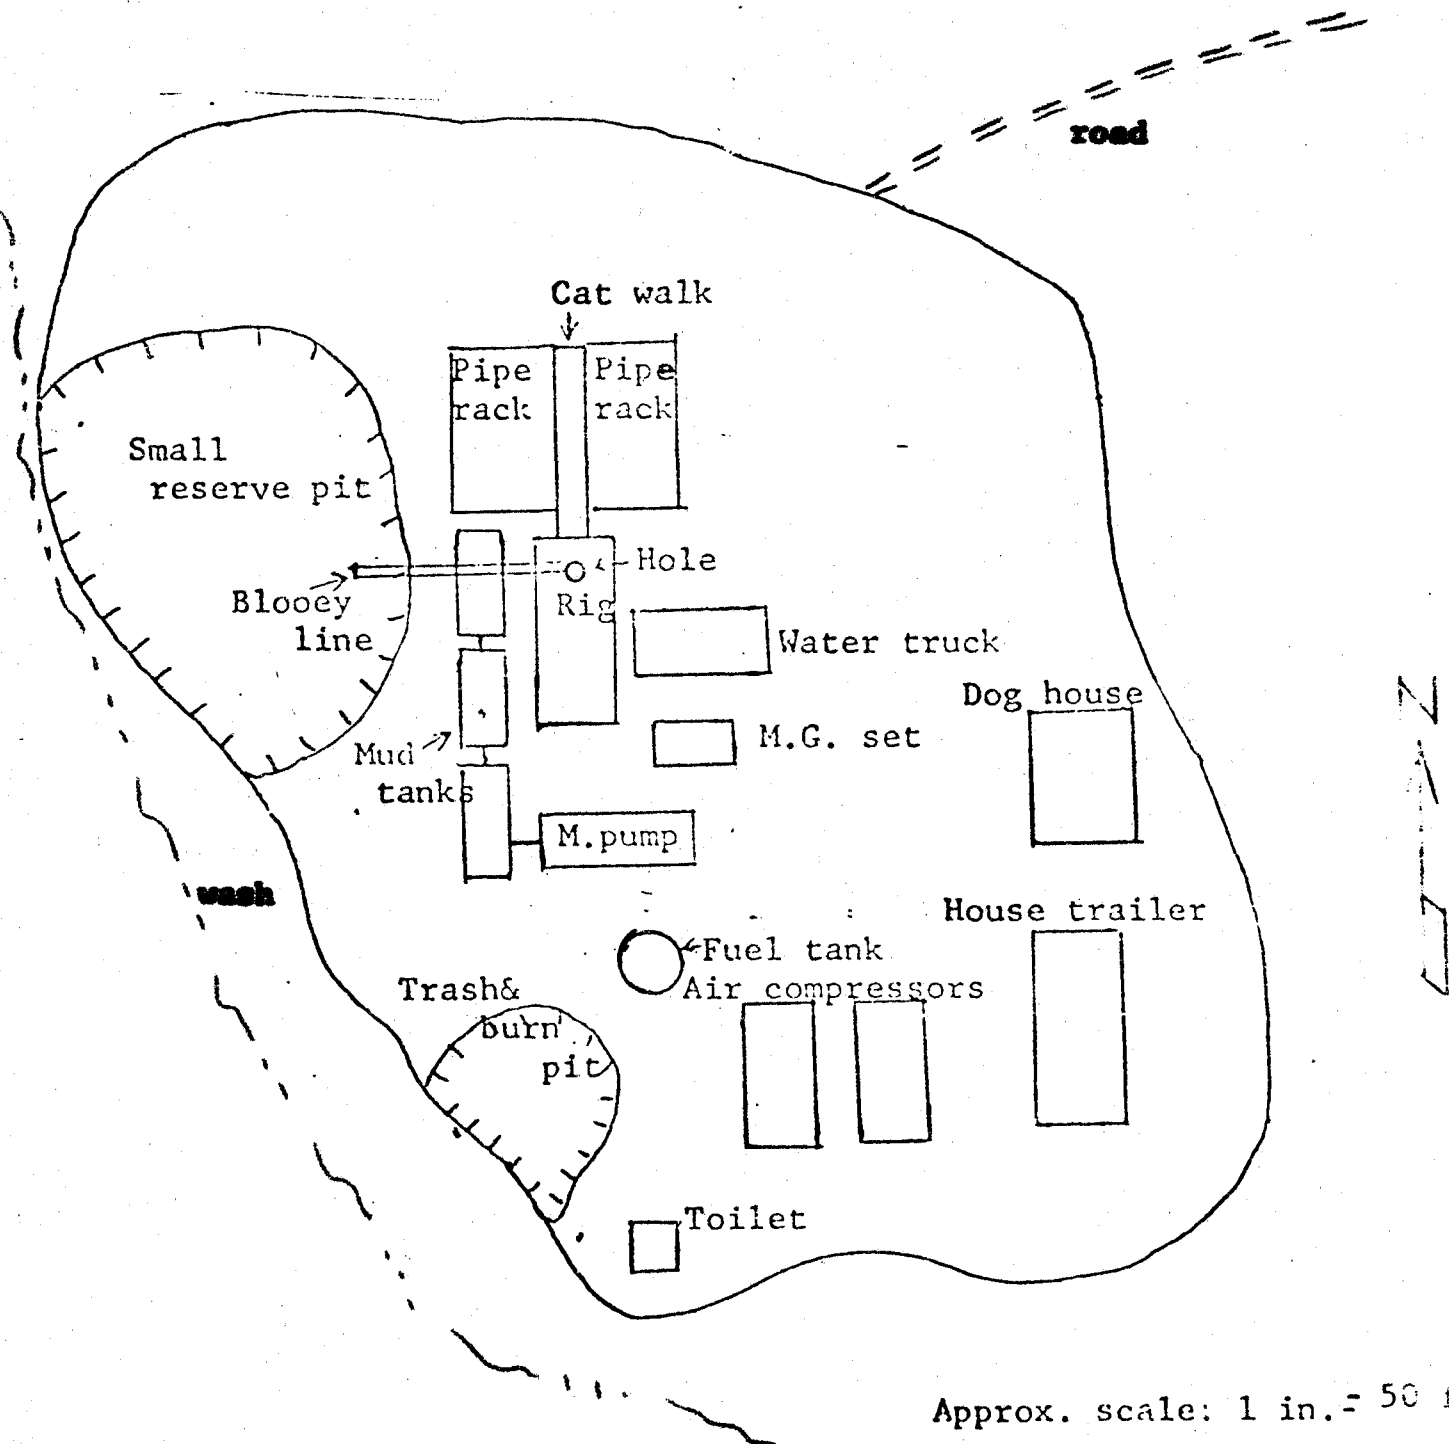 road
Cat walk
Pipe
rack
Pipe
rack
Small
reserve pit
Hole
Rig
Blooey
line
Water truck
Dog house
M.G. set
Mud
tanks
M.pump
wash
House trailer
Fuel tank
Air compressors
Trash&
burn
pit
Toilet
N
Approx. scale: 1 in.= 50 f